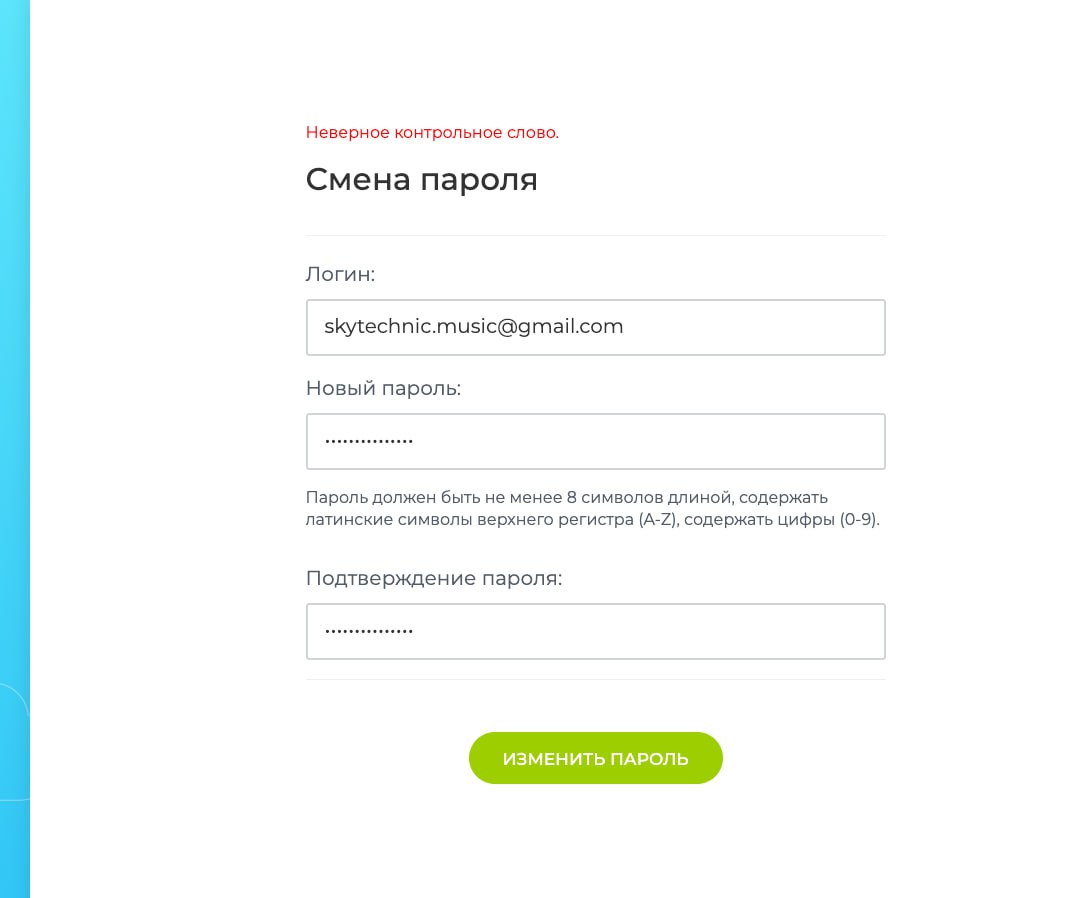 Неверное контрольное слово.
Смена пароля
Логин:
skytechnic.music@gmail.com
Новый пароль:
•••••••••••••••
Пароль должен быть не менее 8 символов длиной, содержать
латинские символы верхнего регистра (A-Z), содержать цифры (0-9).
Подтверждение пароля:
•••••••••••••••
ИЗМЕНИТЬ ПАРОЛЬ